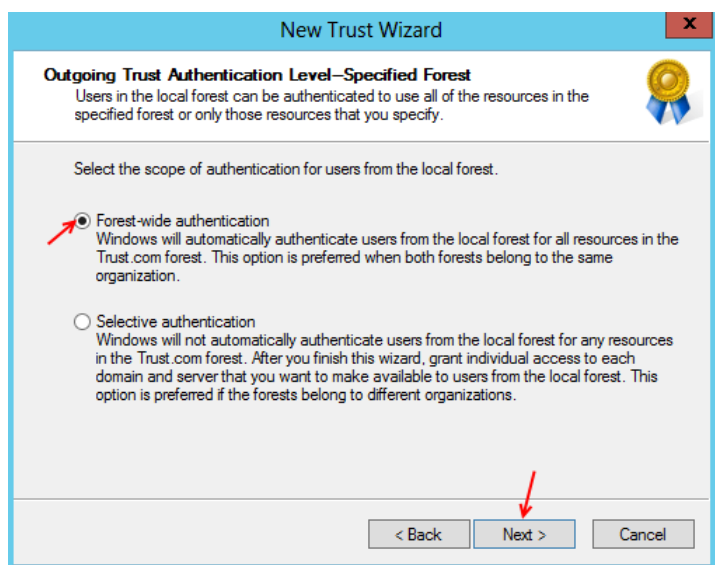 New Trust Wizard
x
Outgoing Trust Authentication Level–Specified Forest
Users in the local forest can be authenticated to use all of the resources in the
specified forest or only those resources that you specify.
Select the scope of authentication for users from the local forest.
Forest-wide authentication
Windows will automatically authenticate users from the local forest for all resources in the
Trust.com forest. This option is preferred when both forests belong to the same
organization.
Selective authentication
Windows will not automatically authenticate users from the local forest for any resources
in the Trust.com forest. After you finish this wizard, grant individual access to each
domain and server that you want to make available to users from the local forest. This
option is preferred if the forests belong to different organizations.
< Back Next > Cancel